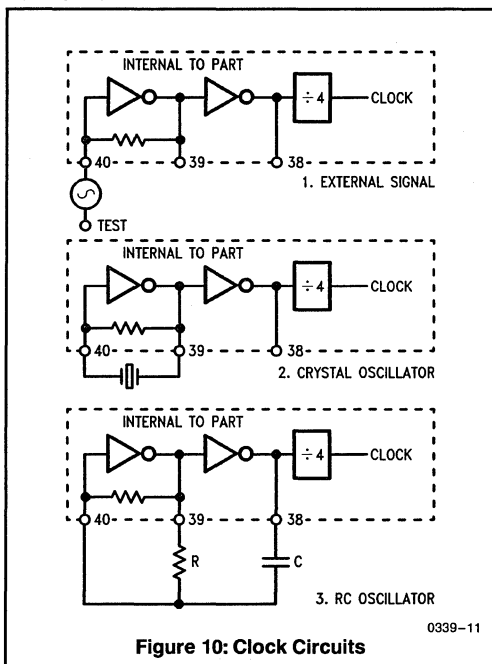 INTERNAL TO PART
÷4
CLOCK
40
39
38
1. EXTERNAL SIGNAL
TEST
INTERNAL TO PART
÷4
CLOCK
40
39
38
2. CRYSTAL OSCILLATOR
INTERNAL TO PART
÷4
CLOCK
40
39
38
R
C
3. RC OSCILLATOR
0339-11
Figure 10: Clock Circuits